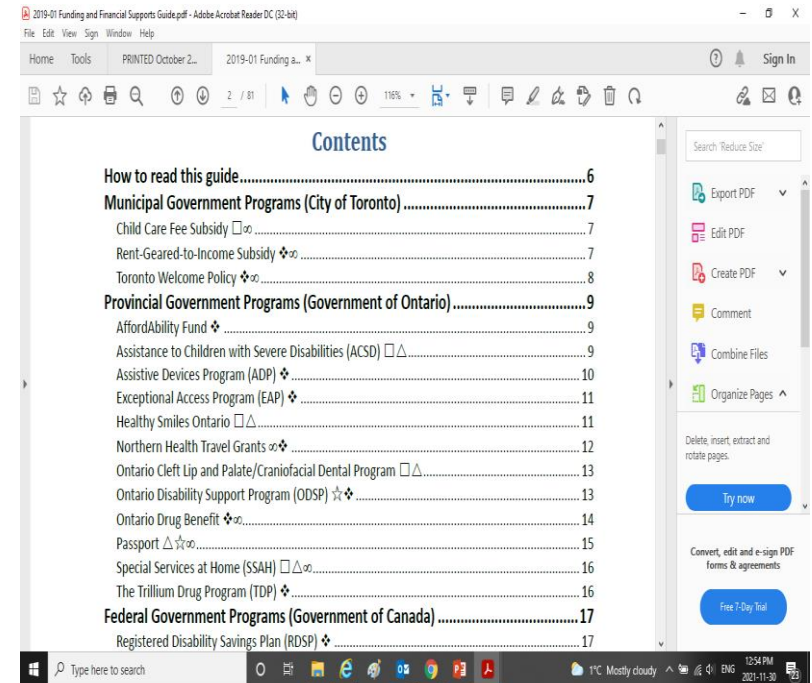 2019-01 Funding and Financial Supports Guide.pdf - Adobe Acrobat Reader DC (32-bit)
File Edit View Sign Window Help
Home Tools PRINTED October 2... 2019-01 Funding a... x
Sign In
2 / 81 116%
Contents
How to read this guide....................6
Municipal Government Programs (City of Toronto)....................7
Child Care Fee Subsidy □∞....................7
Rent-Geared-to-Income Subsidy ❖∞....................7
Toronto Welcome Policy ❖∞....................8
Provincial Government Programs (Government of Ontario)....................9
AffordAbility Fund ❖....................9
Assistance to Children with Severe Disabilities (ACSD) □△....................9
Assistive Devices Program (ADP) ❖....................10
Exceptional Access Program (EAP) ❖....................11
Healthy Smiles Ontario □△....................11
Northern Health Travel Grants ∞❖....................12
Ontario Cleft Lip and Palate/Craniofacial Dental Program □△....................13
Ontario Disability Support Program (ODSP) ☆❖....................13
Ontario Drug Benefit ❖∞....................14
Passport △☆∞....................15
Special Services at Home (SSAH) □△∞....................16
The Trillium Drug Program (TDP) ❖....................16
Federal Government Programs (Government of Canada)....................17
Registered Disability Savings Plan (RDSP) ❖....................17
Search 'Reduce Size'
Export PDF
Edit PDF
Create PDF
Comment
Combine Files
Organize Pages
Delete, insert, extract and
rotate pages.
Try now
Convert, edit and e-sign PDF
forms & agreements
Free 7-Day Trial
Type here to search
1°C Mostly cloudy
ENG
12:54 PM
2021-11-30
23